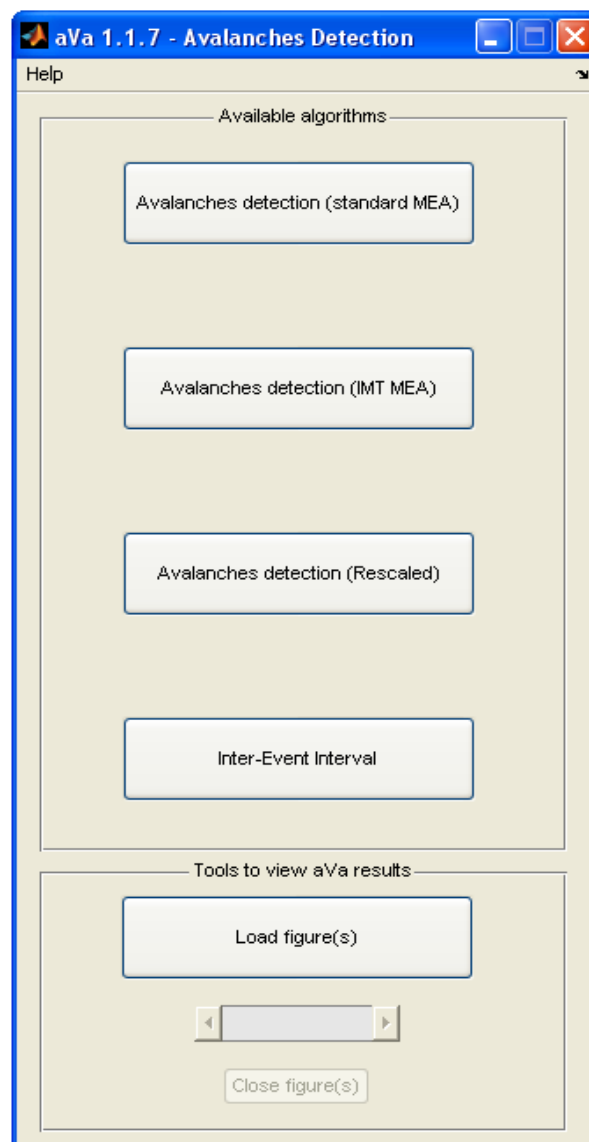 aVa 1.1.7 - Avalanches Detection
Help
Available algorithms
Avalanches detection (standard MEA)
Avalanches detection (IMT MEA)
Avalanches detection (Rescaled)
Inter-Event Interval
Tools to view aVa results
Load figure(s)
Close figure(s)